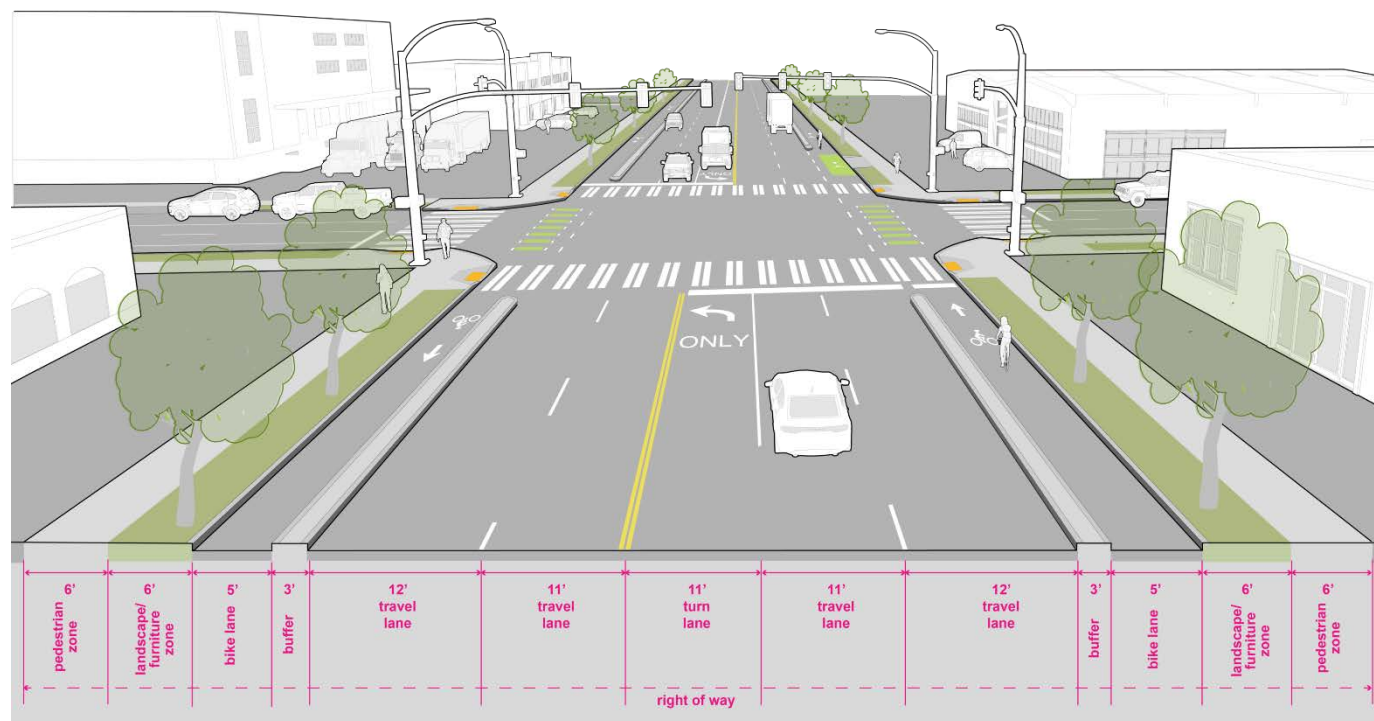 ONLY
6’ 6’ 5’ 3’ 12’ 11’ 11’ 11’ 12’ 3’ 5’ 6’ 6’
pedestrian
zone
landscape/
furniture
zone
bike lane
buffer
travel
lane
travel
lane
turn
lane
travel
lane
travel
lane
buffer
bike lane
landscape/
furniture
zone
pedestrian
zone
right of way